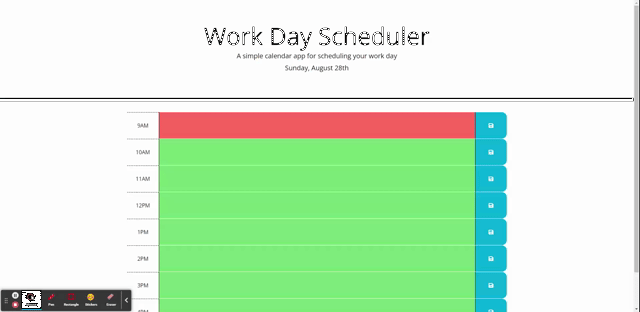 Work Day Scheduler
A simple calendar app for scheduling your work day
Sunday, August 28th
9AM
10AM
11AM
12PM
1PM
2PM
3PM
Pen
Rectangle
Stickers
Eraser